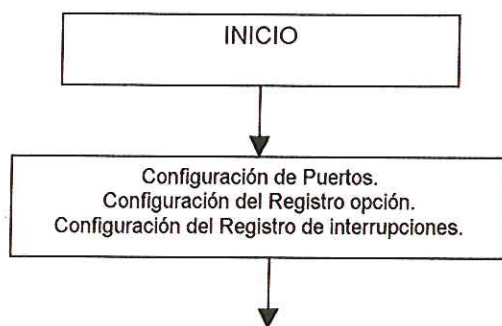 INICIO
Configuración de Puertos.
Configuración del Registro opción.
Configuración del Registro de interrupciones.